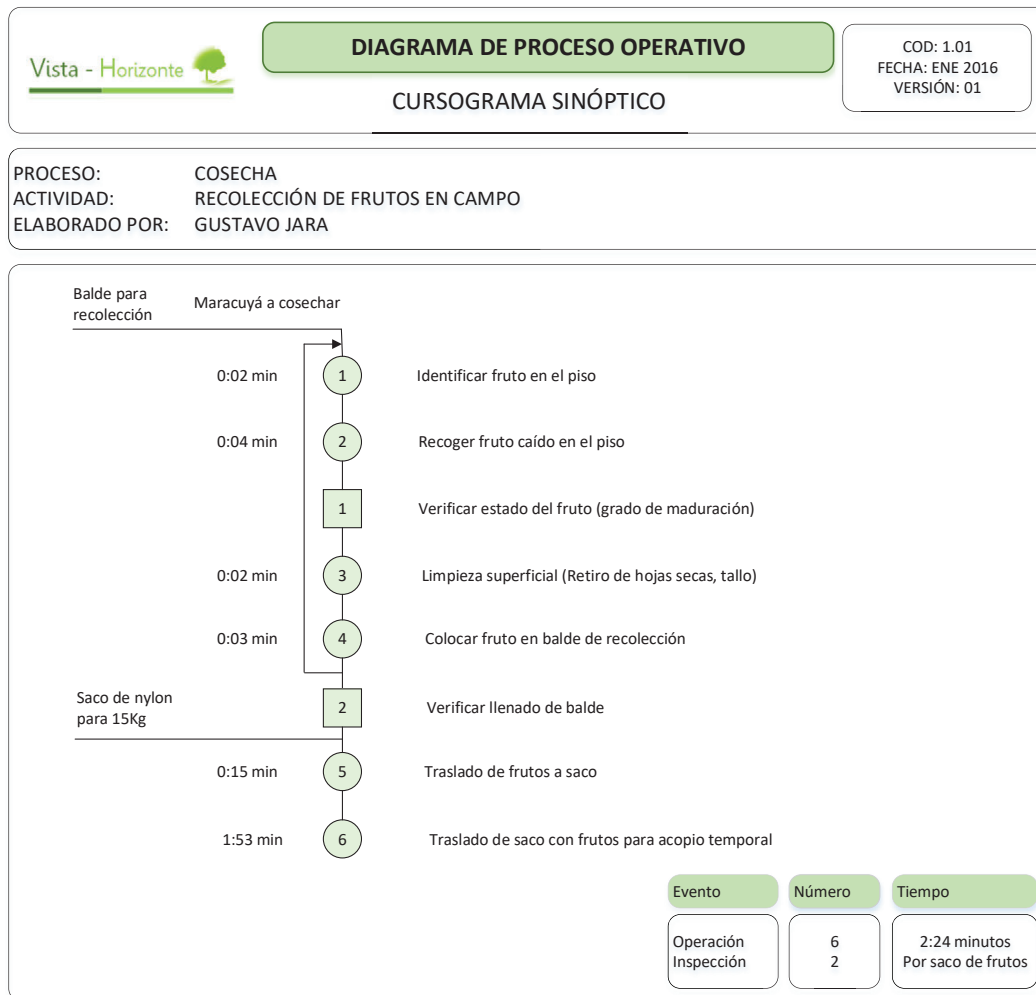 Vista - Horizonte
DIAGRAMA DE PROCESO OPERATIVO
CURSOGRAMA SINÓPTICO
COD: 1.01
FECHA: ENE 2016
VERSIÓN: 01
PROCESO: COSECHA
ACTIVIDAD: RECOLECCIÓN DE FRUTOS EN CAMPO
ELABORADO POR: GUSTAVO JARA
Balde para
recolección
Maracuyá a cosechar
0:02 min 1 Identificar fruto en el piso
0:04 min 2 Recoger fruto caído en el piso
1 Verificar estado del fruto (grado de maduración)
0:02 min 3 Limpieza superficial (Retiro de hojas secas, tallo)
0:03 min 4 Colocar fruto en balde de recolección
2 Verificar llenado de balde
Saco de nylon
para 15Kg
0:15 min 5 Traslado de frutos a saco
1:53 min 6 Traslado de saco con frutos para acopio temporal
Evento Número Tiempo
Operación 6 2:24 minutos
Inspección 2 Por saco de frutos